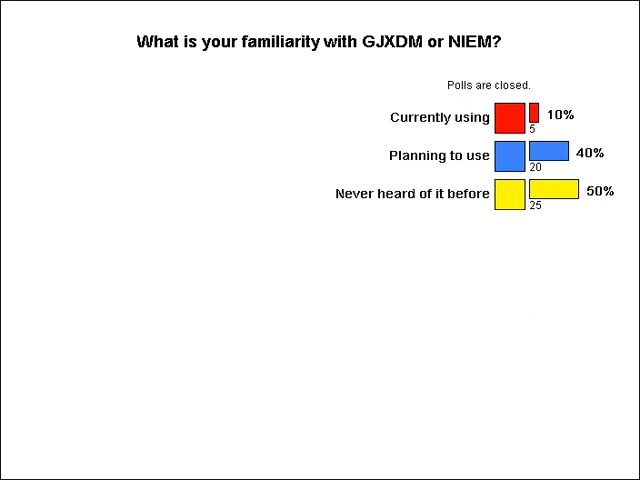 What is your familiarity with GJXDM or NIEM?
Polls are closed.
Currently using 10%
5
Planning to use 40%
20
Never heard of it before 50%
25